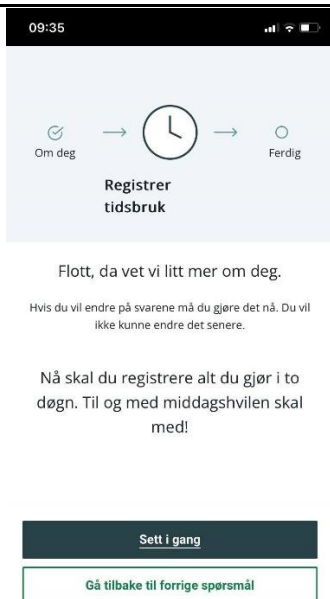 09:35
Om deg
Registrer
tidsbruk
Ferdig
Flott, da vet vi litt mer om deg.
Hvis du vil endre på svarene må du gjøre det nå. Du vil
ikke kunne endre det senere.
Nå skal du registrere alt du gjør i to
døgn. Til og med middagshvilen skal
med!
Sett i gang
Gå tilbake til forrige spørsmål